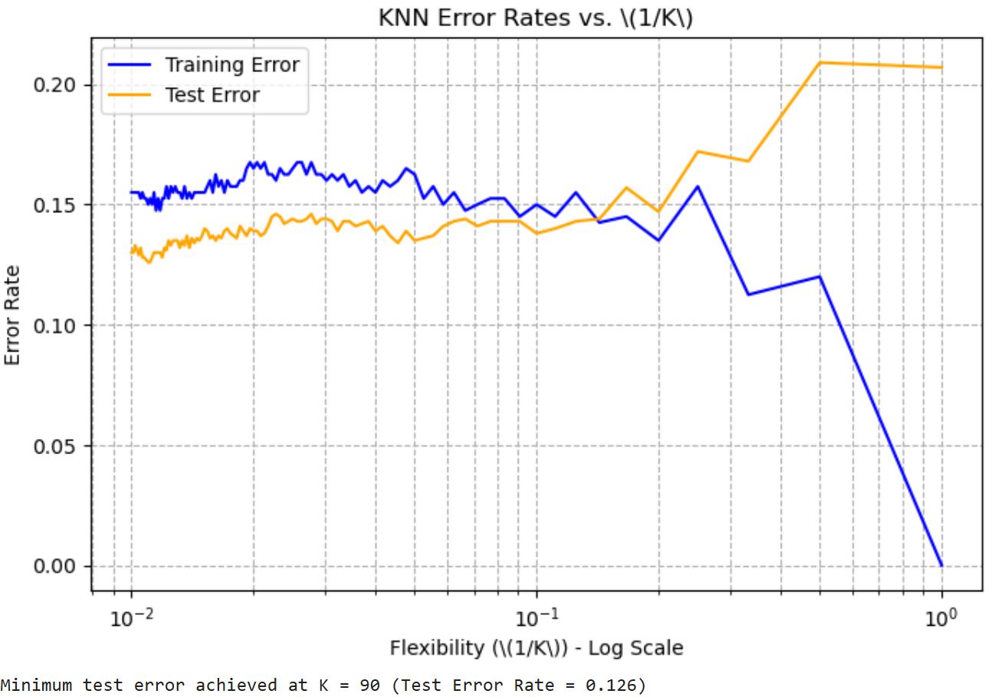 KNN Error Rates vs. \(1/K\)
Training Error
Test Error
0.20
0.15
0.10
0.05
0.00
Error Rate
10⁻²
10⁻¹
10⁰
Flexibility (\(1/K\)) - Log Scale
Minimum test error achieved at K = 90 (Test Error Rate = 0.126)